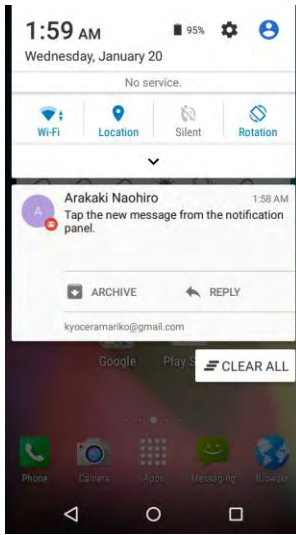 1:59 AM 95%
Wednesday, January 20
No service.
Wi-Fi Location Silent Rotation
Arakaki Naohiro 1:58 AM
A
Tap the new message from the notification
panel.
ARCHIVE REPLY
kyoceramariko@gmail.com
Google Play S
CLEAR ALL
Phone Camera Apps Messaging Browser